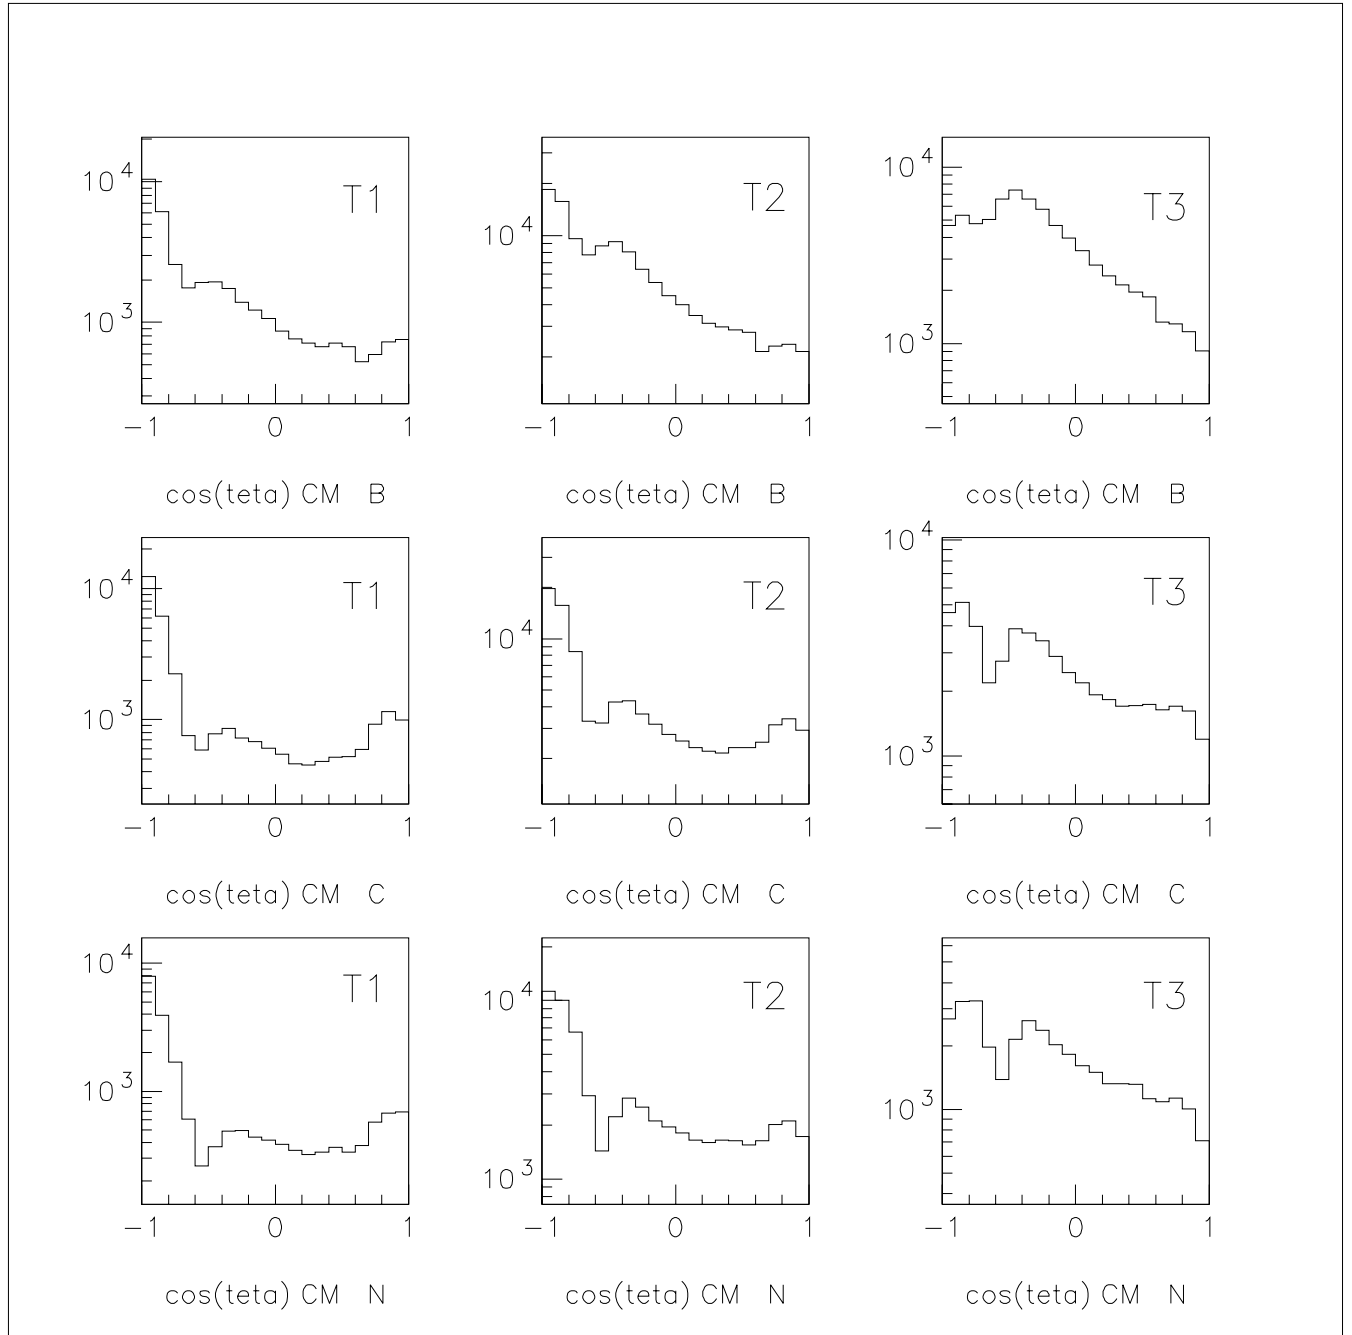 10^4 T1 10^4 T2 10^4 T3
10^3 10^3
-1 0 1 -1 0 1 -1 0 1
cos(teta) CM B cos(teta) CM B cos(teta) CM B
10^4 T1 10^4 T2 10^4 T3
10^3 10^3
-1 0 1 -1 0 1 -1 0 1
cos(teta) CM C cos(teta) CM C cos(teta) CM C
10^4 T1 10^4 T2 T3
10^3 10^3 10^3
-1 0 1 -1 0 1 -1 0 1
cos(teta) CM N cos(teta) CM N cos(teta) CM N